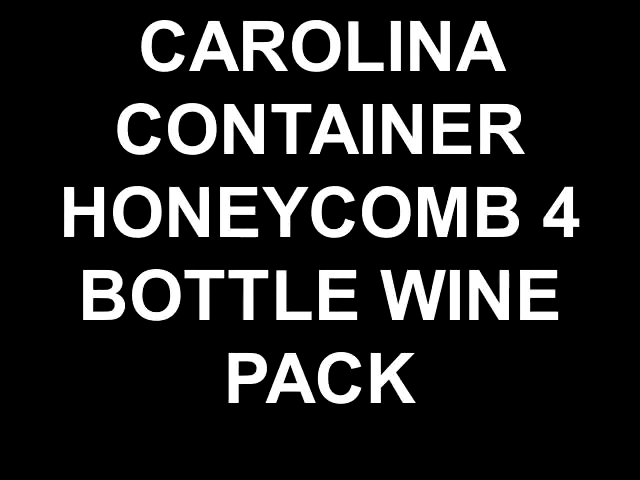 CAROLINA
CONTAINER
HONEYCOMB 4
BOTTLE WINE
PACK